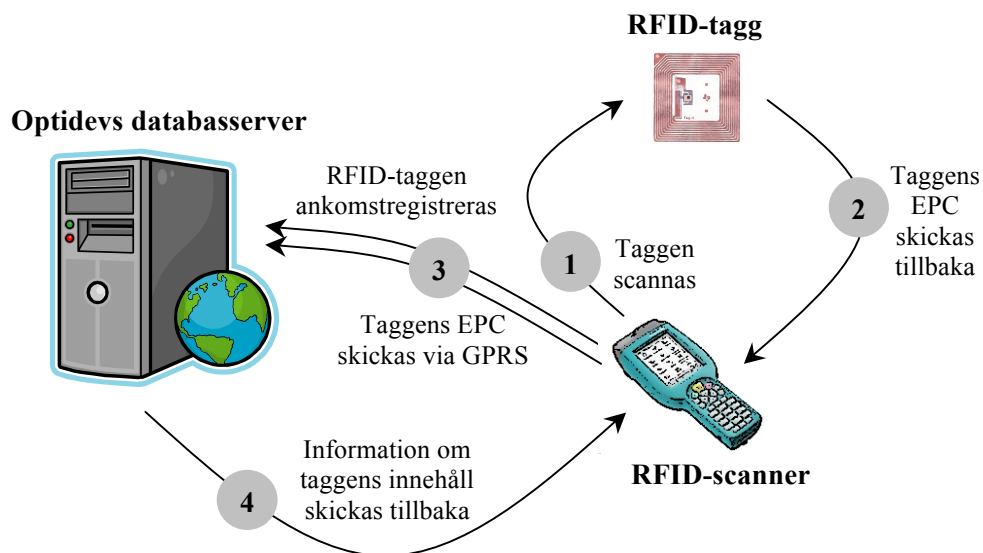 RFID-tagg
Optidevs databasserver
RFID-taggen
ankomstregistreras
1
Taggen
scannas
2
Taggens
EPC
skickas
tillbaka
3
Taggens EPC
skickas via GPRS
RFID-scanner
4
Information om
taggens innehåll
skickas tillbaka